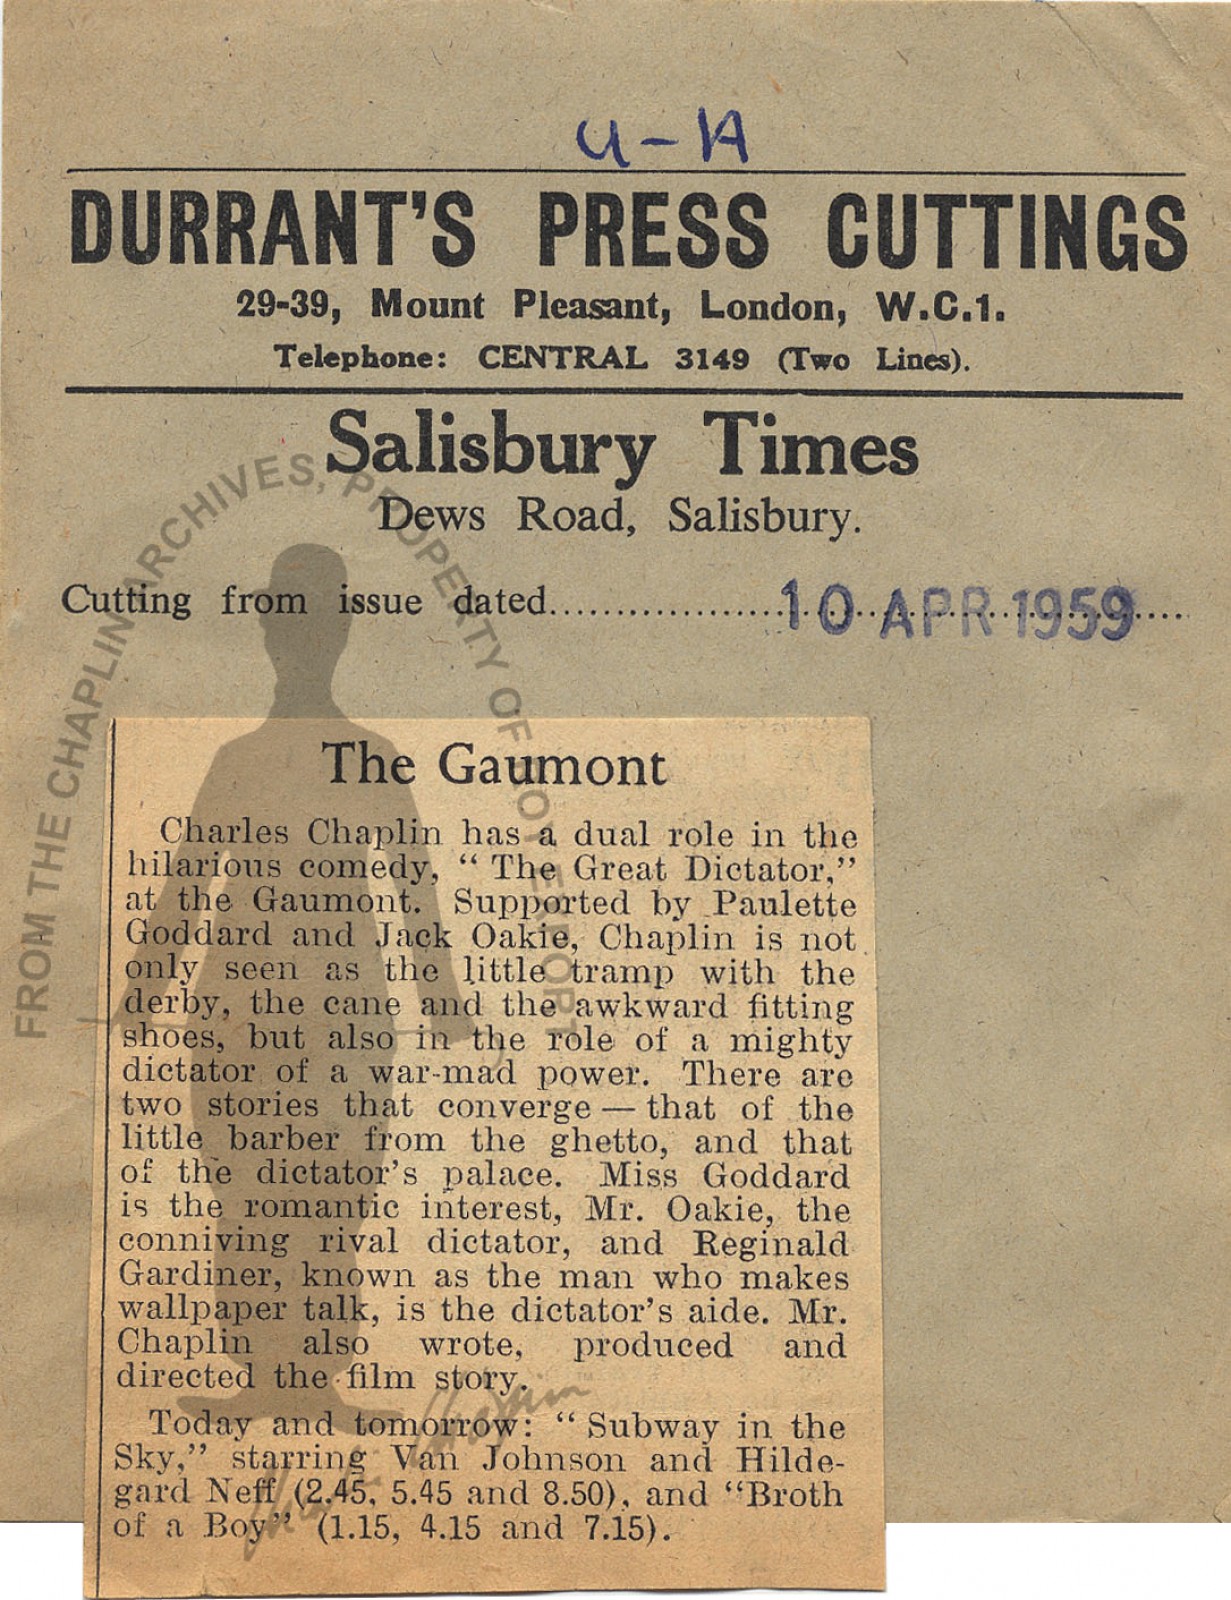 U-A
DURRANT'S PRESS CUTTINGS
29-39, Mount Pleasant, London, W.C.1.
Telephone: CENTRAL 3149 (Two Lines).
Salisbury Times
Dews Road, Salisbury.
Cutting from issue dated........................................10 APR 1959....
FROM THE CHAPLIN ARCHIVES, PROPERTY OF ROY EXPORT
The Gaumont
Charles Chaplin has a dual role in the
hilarious comedy, “ The Great Dictator,”
at the Gaumont. Supported by Paulette
Goddard and Jack Oakie, Chaplin is not
only seen as the little tramp with the
derby, the cane and the awkward fitting
shoes, but also in the role of a mighty
dictator of a war-mad power. There are
two stories that converge — that of the
little barber from the ghetto, and that
of the dictator's palace. Miss Goddard
is the romantic interest, Mr. Oakie, the
conniving rival dictator, and Reginald
Gardiner, known as the man who makes
wallpaper talk, is the dictator's aide. Mr.
Chaplin also wrote, produced and
directed the film story.
Today and tomorrow: “ Subway in the
Sky,” starring Van Johnson and Hilde-
gard Neff (2.45, 5.45 and 8.50), and “Broth
of a Boy” (1.15, 4.15 and 7.15).
Charlie Chaplin